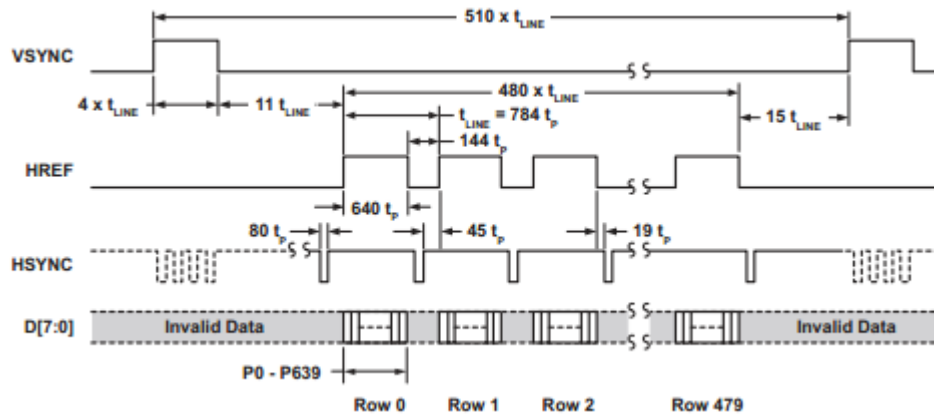 510 x tLINE
VSYNC
4 x tLINE
11 tLINE
480 x tLINE
tLINE = 784 tP
15 tLINE
144 tP
HREF
640 tP
80 tP
45 tP
19 tP
HSYNC
D[7:0]
Invalid Data
Invalid Data
P0 - P639
Row 0
Row 1
Row 2
Row 479